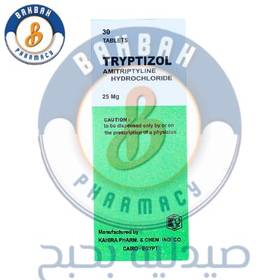 BAHBAH
PHARMACY
30
TABLETS
TRYPTIZOL
AMITRIPTYLINE
HYDROCHLORIDE
25 Mg
CAUTION :
to be dispensed only by or on
the prescription of a physician
Manufactured by
KAHIRA PHARM. & CHEM. IND. CO.
CAIRO-EGYPT
صيدلية بحبح